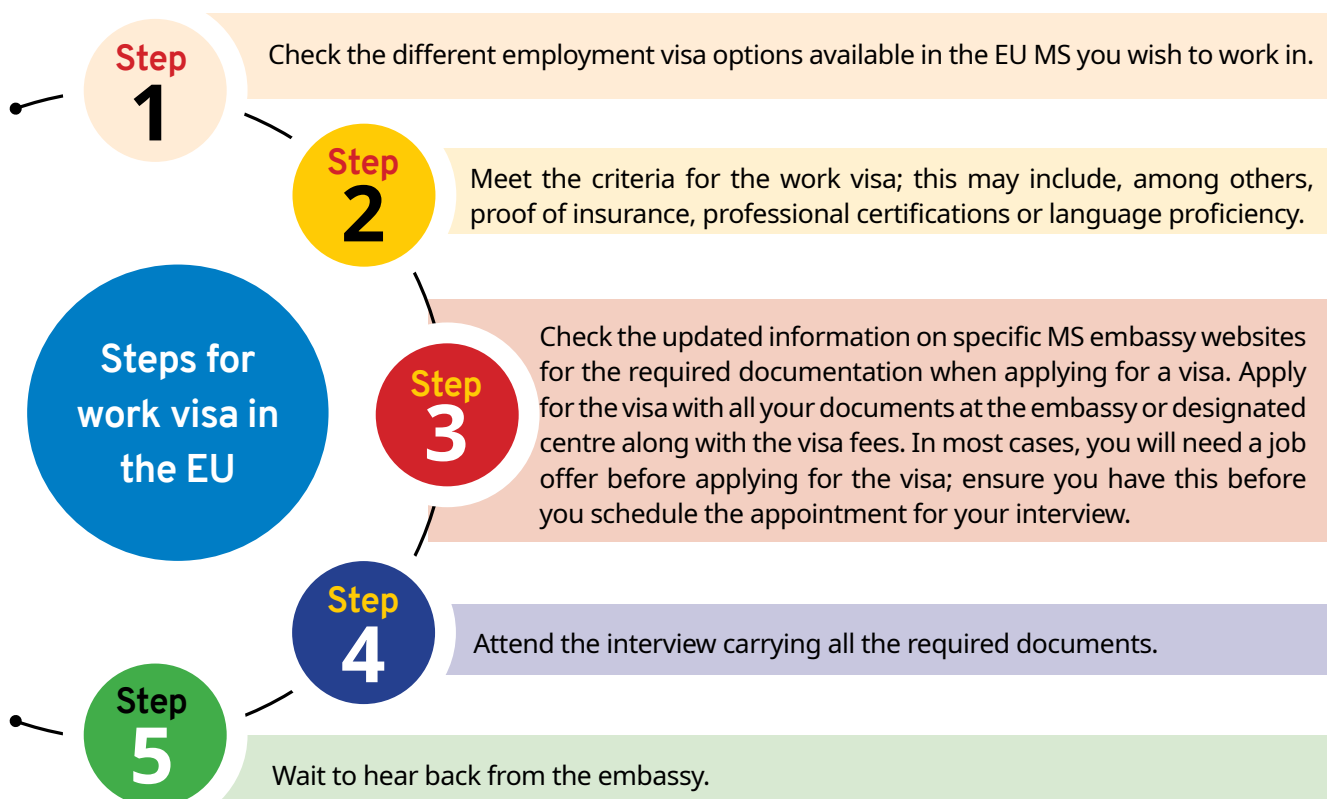 Step
1
Check the different employment visa options available in the EU MS you wish to work in.
Step
2
Meet the criteria for the work visa; this may include, among others,
proof of insurance, professional certifications or language proficiency.
Steps for
work visa in
the EU
Step
3
Check the updated information on specific MS embassy websites
for the required documentation when applying for a visa. Apply
for the visa with all your documents at the embassy or designated
centre along with the visa fees. In most cases, you will need a job
offer before applying for the visa; ensure you have this before
you schedule the appointment for your interview.
Step
4
Attend the interview carrying all the required documents.
Step
5
Wait to hear back from the embassy.